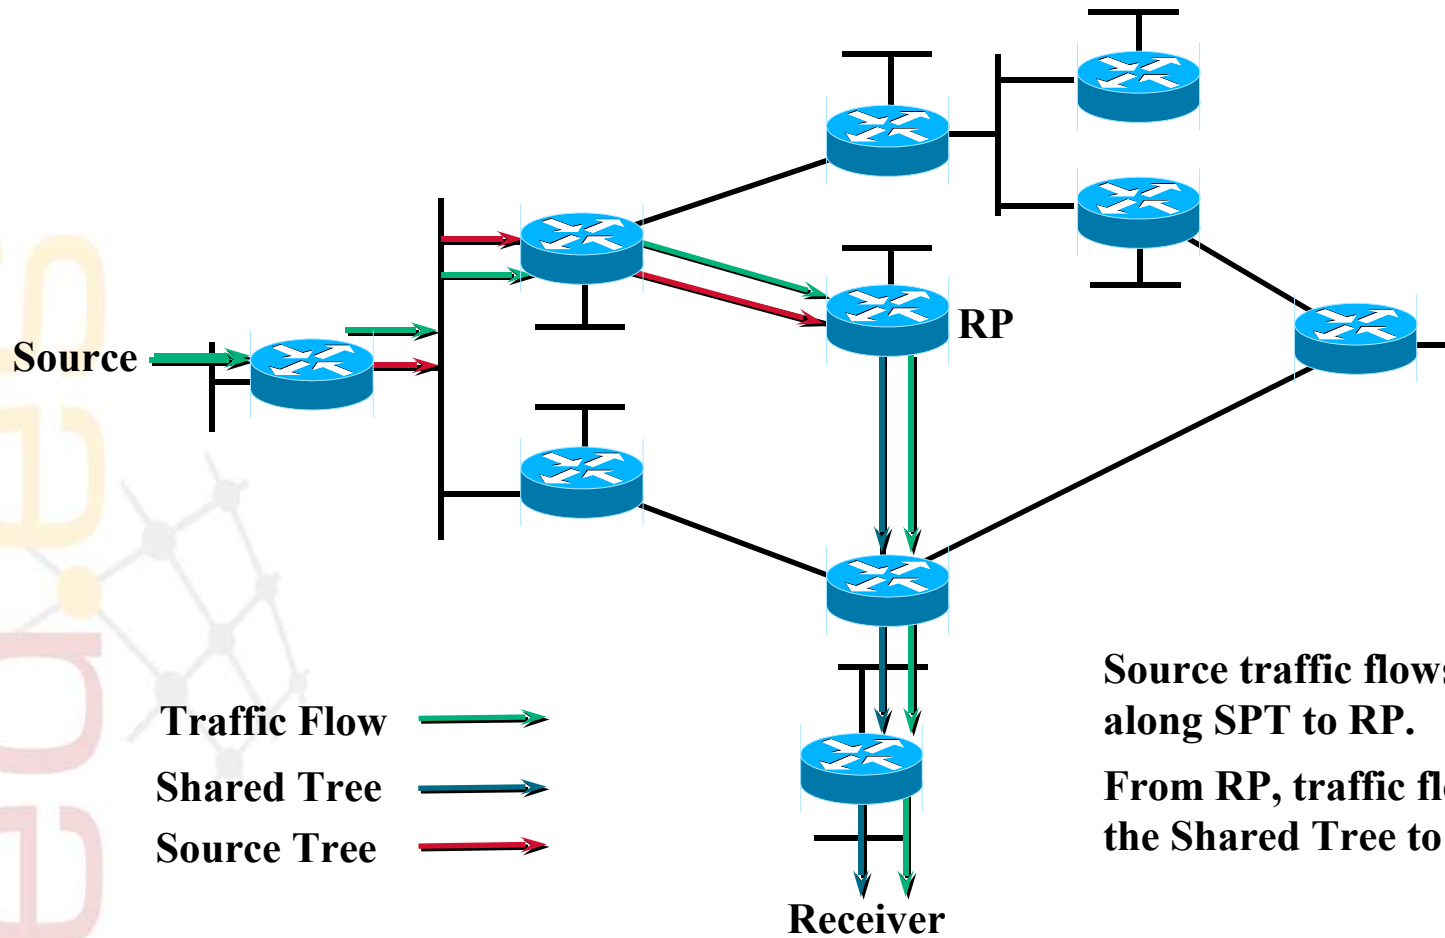 Source
RP
Traffic Flow
Shared Tree
Source Tree
Receiver
Source traffic flows
along SPT to RP.
From RP, traffic flo
the Shared Tree to